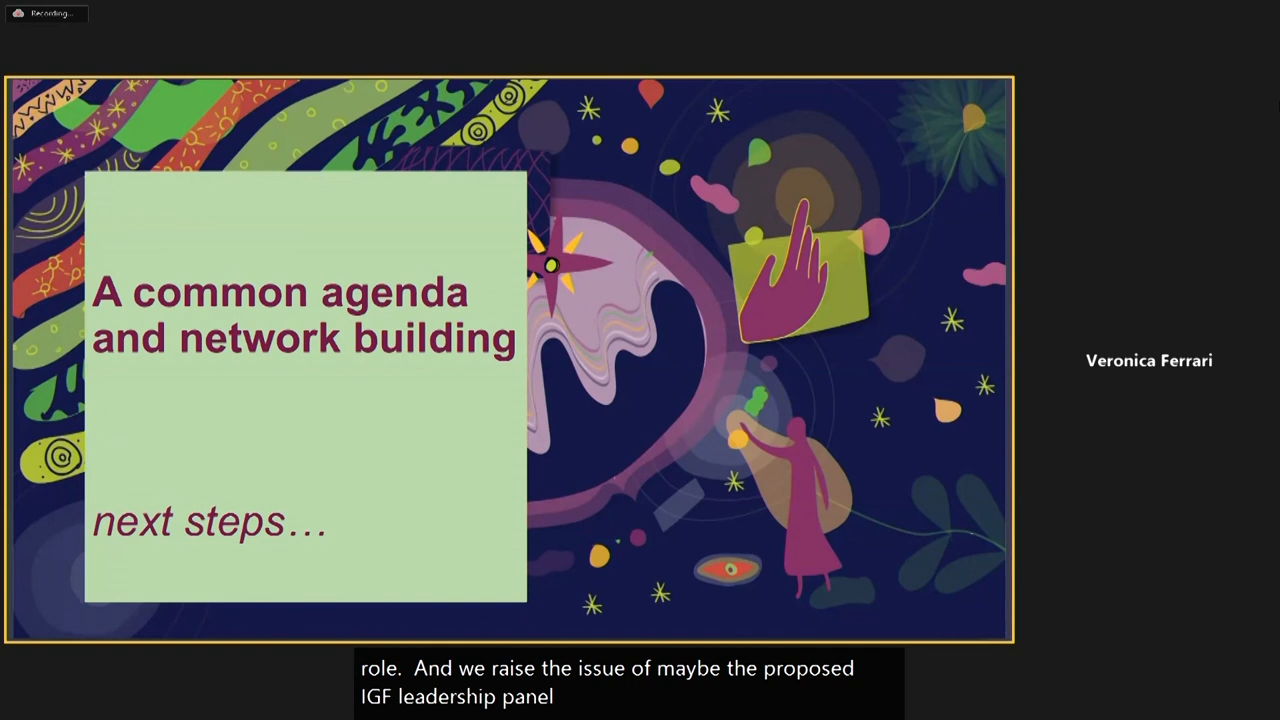 Recording...
A common agenda
and network building
next steps...
Veronica Ferrari
role.  And we raise the issue of maybe the proposed
IGF leadership panel